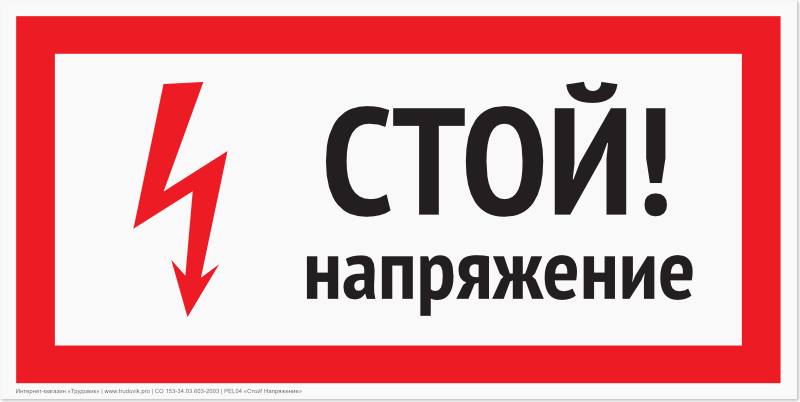 СТОЙ!
напряжение
Интернет-магазин «Трудовик» | www.trudovik.pro | СО 153-34.03.603-2003 | PEL04 «Стой! Напряжение»